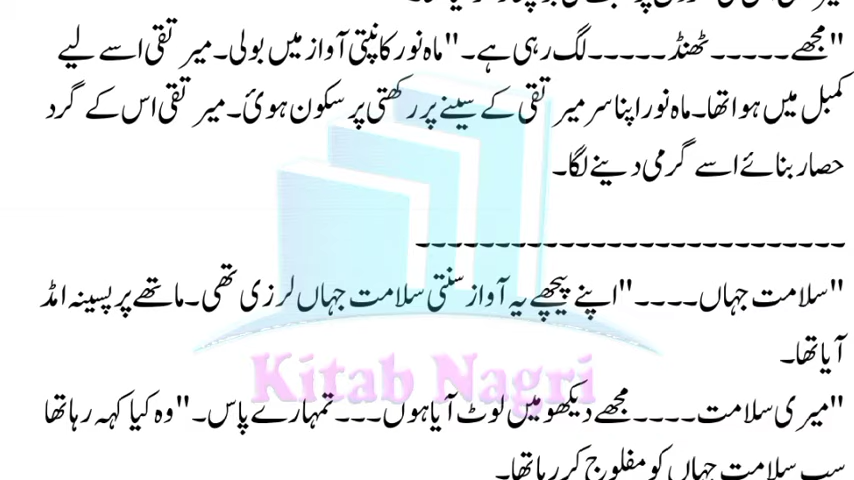 "مجھے۔۔۔۔۔ ٹھنڈ۔۔۔۔۔ لگ رہی ہے۔"ماہ نور کانپتی آواز میں بولی۔ میر تقی اسے لیے
کمبل میں ہوا تھا۔ ماہ نور اپنا سر میر تقی کے سینے پر رکھتی پر سکون ہوئ۔ میر تقی اس کے گرد
حصار بنائے اسے گرمی دینے لگا۔
---------------------------
"سلامت جہاں۔۔۔۔"اپنے پیچھے یہ آواز سنتی سلامت جہاں لرزی تھی۔ ماتھے پر پسینہ امڈ
آیا تھا۔
"میری سلامت۔۔۔۔ مجھے دیکھو میں لوٹ آیا ہوں۔۔۔ تمہارے پاس۔"وہ کیا کہہ رہا تھا
سب سلامت جہاں کو مفلوج کر رہا تھا۔
Kitab Nagri